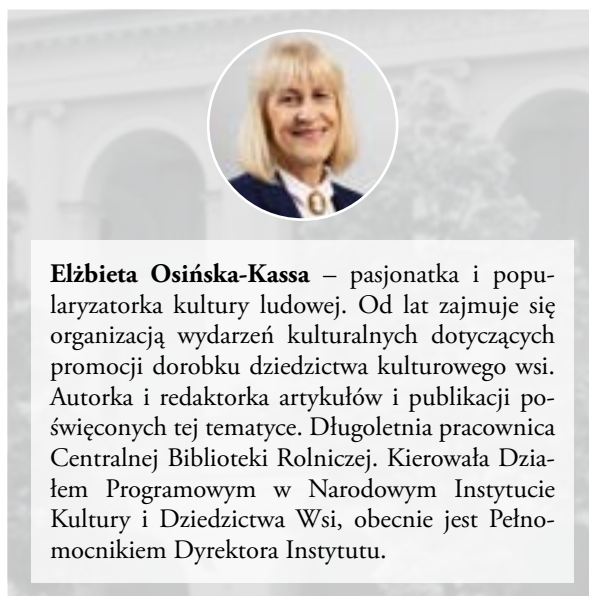 Elżbieta Osińska-Kassa – pasjonatka i popu-
laryzatorka kultury ludowej. Od lat zajmuje się
organizacją wydarzeń kulturalnych dotyczących
promocji dorobku dziedzictwa kulturowego wsi.
Autorka i redaktorka artykułów i publikacji po-
święconych tej tematyce. Długoletnia pracownica
Centralnej Biblioteki Rolniczej. Kierowała Dzia-
łem Programowym w Narodowym Instytucie
Kultury i Dziedzictwa Wsi, obecnie jest Pełno-
mocnikiem Dyrektora Instytutu.